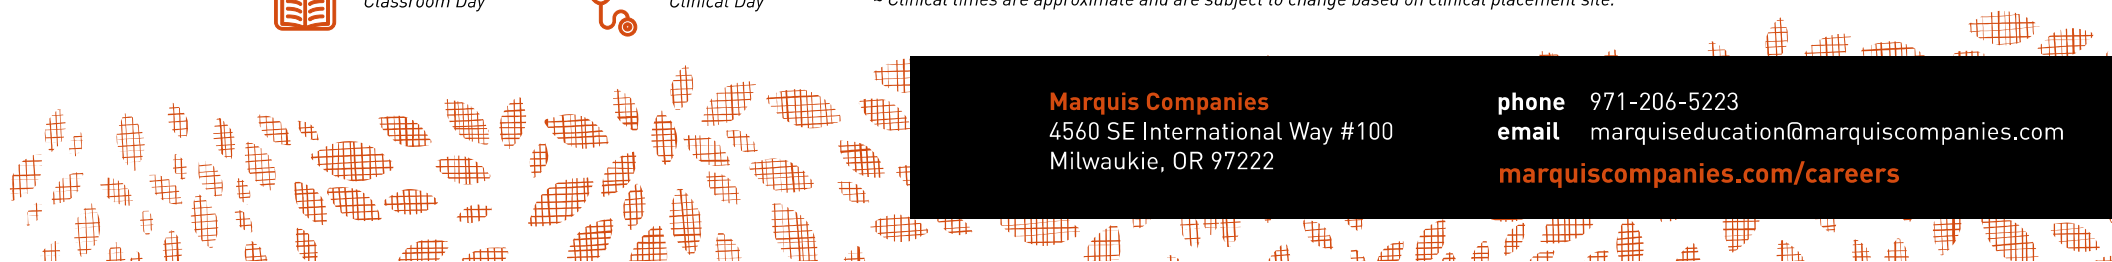 Classroom Day
Clinical Day
~ Clinical times are approximate and are subject to change based on clinical placement site.
Marquis Companies
4560 SE International Way #100
Milwaukie, OR 97222
phone 971-206-5223
email marquiseducation@marquiscompanies.com
marquiscompanies.com/careers